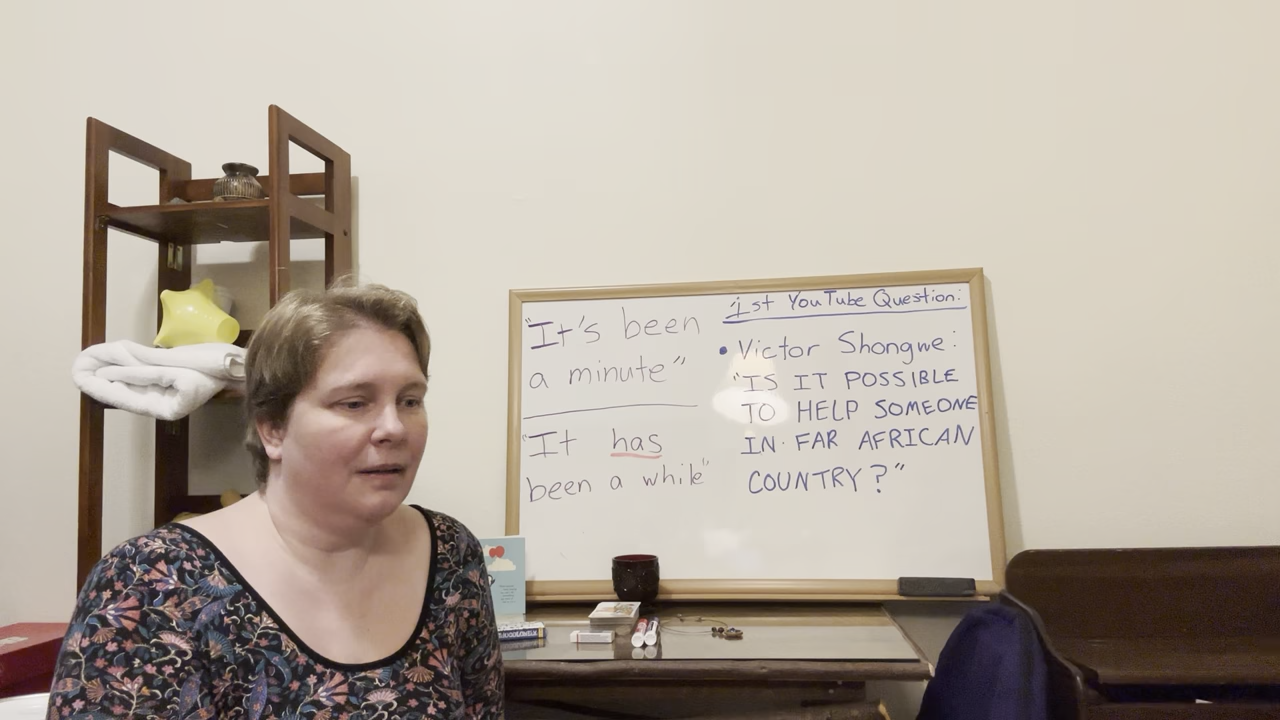 "It's been
a minute"
"It has
been a while"
1st YouTube Question:
• Victor Shongwe:
"IS IT POSSIBLE
TO HELP SOMEONE
IN FAR AFRICAN
COUNTRY?"